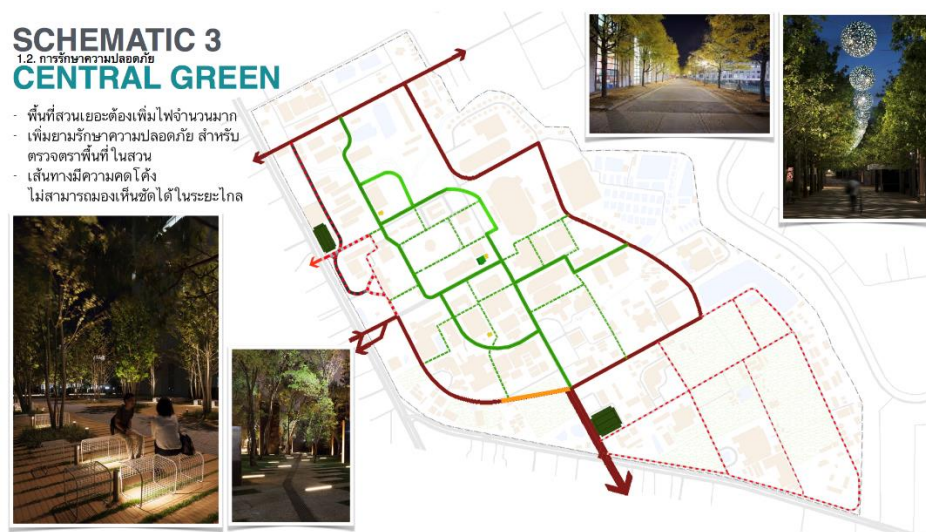 SCHEMATIC 3
1.2. การรักษาความปลอดภัย
CENTRAL GREEN
- พื้นที่สวนเยอะต้องเพิ่มไฟจำนวนมาก
- เพิ่มยามรักษาความปลอดภัย สำหรับ
ตรวจตราพื้นที่ในสวน
- เส้นทางมีความคดโค้ง
ไม่สามารถมองเห็นชัดได้ในระยะไกล